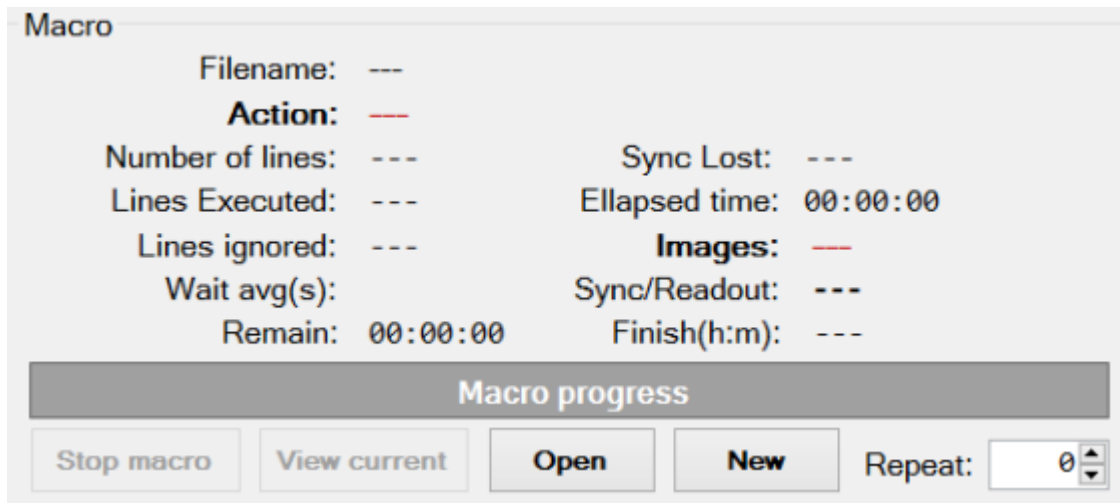 Macro
Filename: ---
Action: ---
Number of lines: --- Sync Lost: ---
Lines Executed: --- Ellapsed time: 00:00:00
Lines ignored: --- Images: ---
Wait avg(s): Sync/Readout: ---
Remain: 00:00:00 Finish(h:m): ---
Macro progress
Stop macro View current Open New Repeat: 0